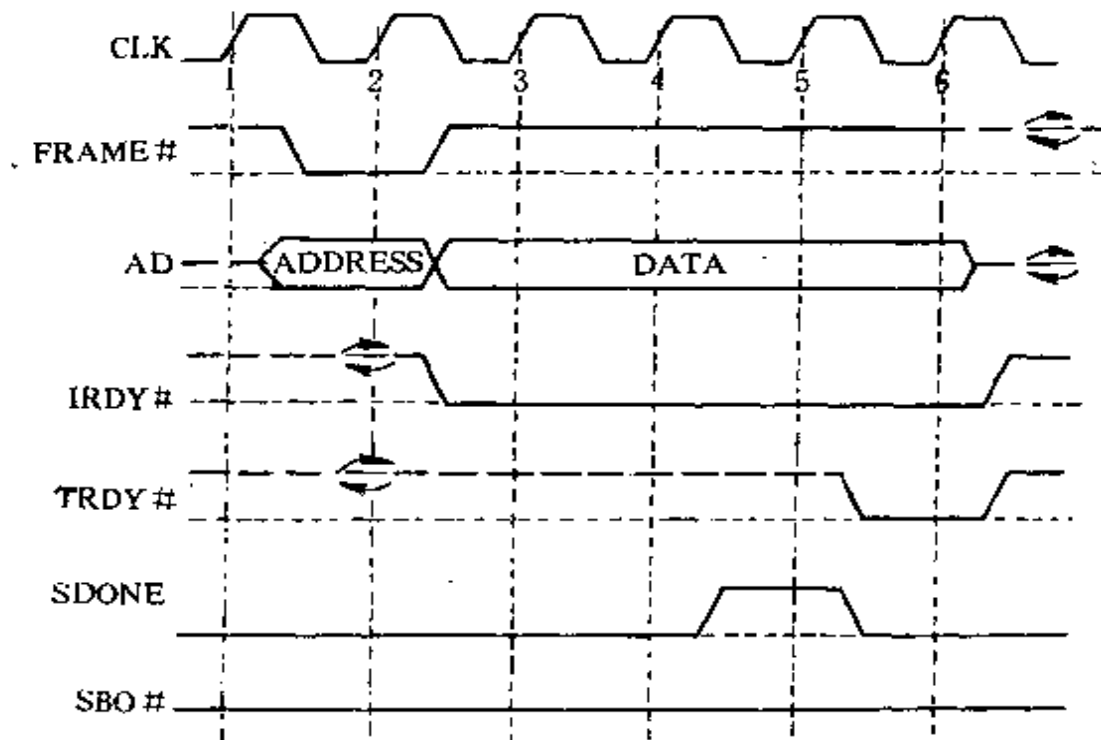 CLK
1 2 3 4 5 6
FRAME #
AD ADDRESS DATA
IRDY #
TRDY #
SDONE
SBO #